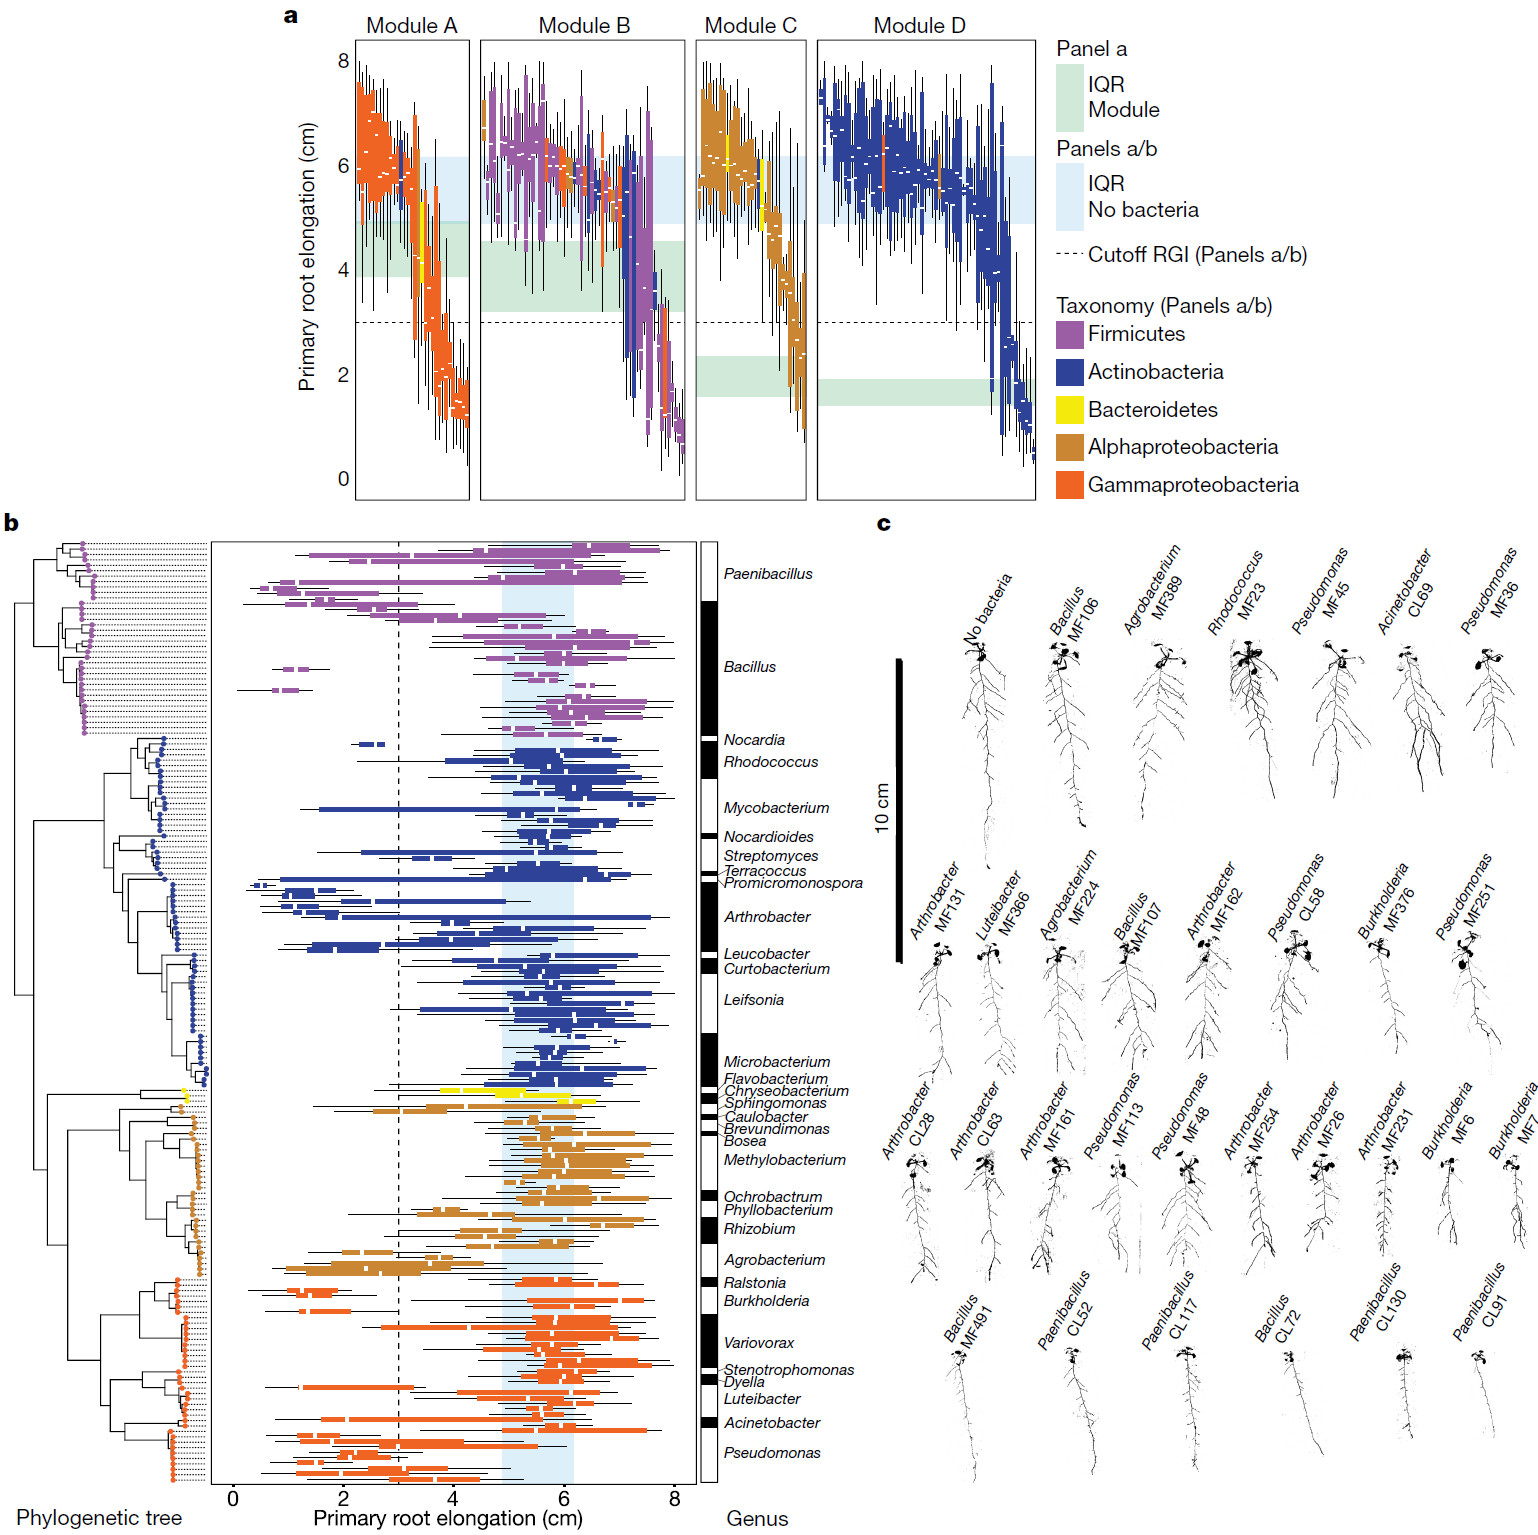 a
Module A
Module B
Module C
Module D
Primary root elongation (cm)
8
6
4
2
0
Panel a
IQR
Module
Panels a/b
IQR
No bacteria
Cutoff RGI (Panels a/b)
Taxonomy (Panels a/b)
Firmicutes
Actinobacteria
Bacteroidetes
Alphaproteobacteria
Gammaproteobacteria
b
Paenibacillus
Bacillus
Nocardia
Rhodococcus
Mycobacterium
Nocardioides
Streptomyces
Terracoccus
Promicromonospora
Arthrobacter
Leucobacter
Curtobacterium
Leifsonia
Microbacterium
Flavobacterium
Chryseobacterium
Sphingomonas
Caulobacter
Brevundimonas
Bosea
Methylobacterium
Ochrobactrum
Phyllobacterium
Rhizobium
Agrobacterium
Ralstonia
Burkholderia
Variovorax
Stenotrophomonas
Dyella
Luteibacter
Acinetobacter
Pseudomonas
0
2
4
6
8
Phylogenetic tree
Primary root elongation (cm)
Genus
c
10 cm
No bacteria
Bacillus
MF106
Agrobacterium
MF389
Rhodococcus
MF23
Pseudomonas
MF45
Acinetobacter
CL69
Pseudomonas
MF36
Arthrobacter
MF131
Luteibacter
MF366
Agrobacterium
MF224
Bacillus
MF107
Arthrobacter
MF162
Pseudomonas
CL58
Burkholderia
MF376
Pseudomonas
MF251
Arthrobacter
CL28
Arthrobacter
CL63
Arthrobacter
MF161
Pseudomonas
MF113
Pseudonomas
MF48
Arthrobacter
MF254
Arthrobacter
MF26
Arthrobacter
MF231
Burkholderia
MF6
Burkholderia
MF7
Bacillus
MF491
Paenibacillus
CL52
Paenibacillus
CL117
Bacillus
CL72
Paenibacillus
CL130
Paenibacillus
CL91